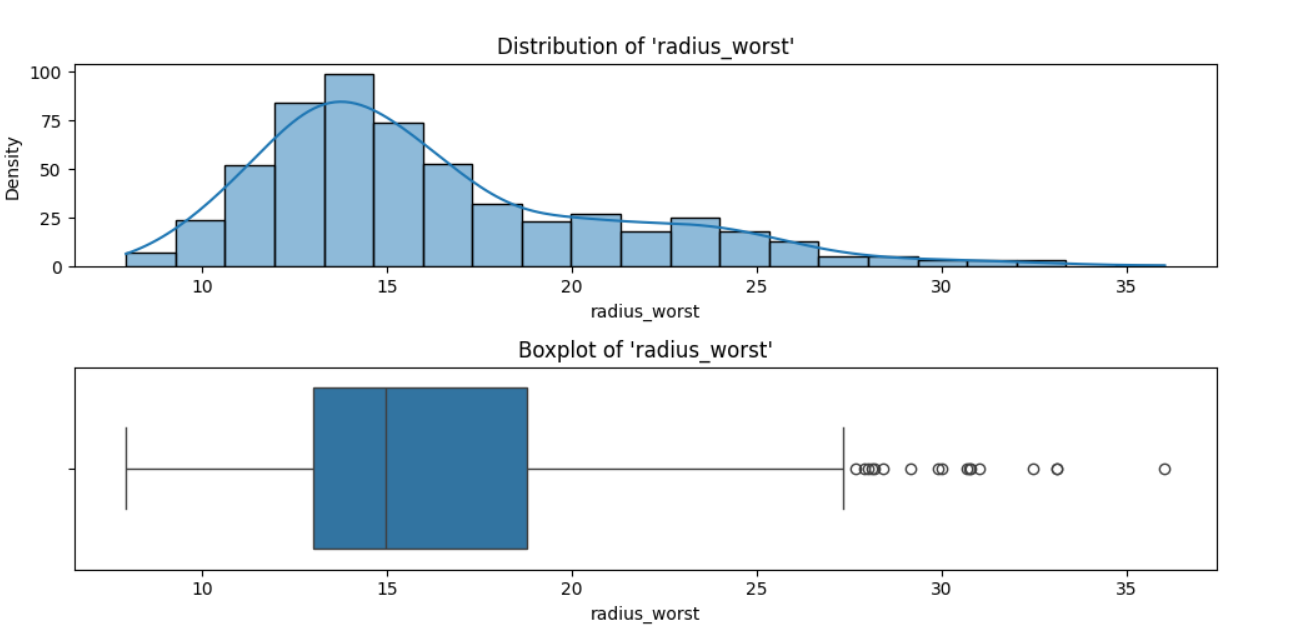 Distribution of 'radius_worst'
100
75
50
25
0
Density
10 15 20 25 30 35
radius_worst
Boxplot of 'radius_worst'
10 15 20 25 30 35
radius_worst